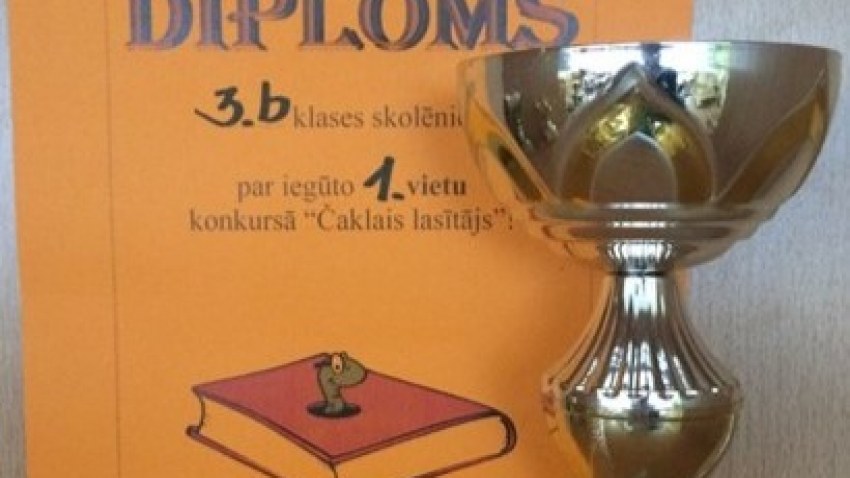 DIPLOMS
3.b klases skolēni
par iegūto 1. vietu
konkursā “Čaklais lasītājs”!